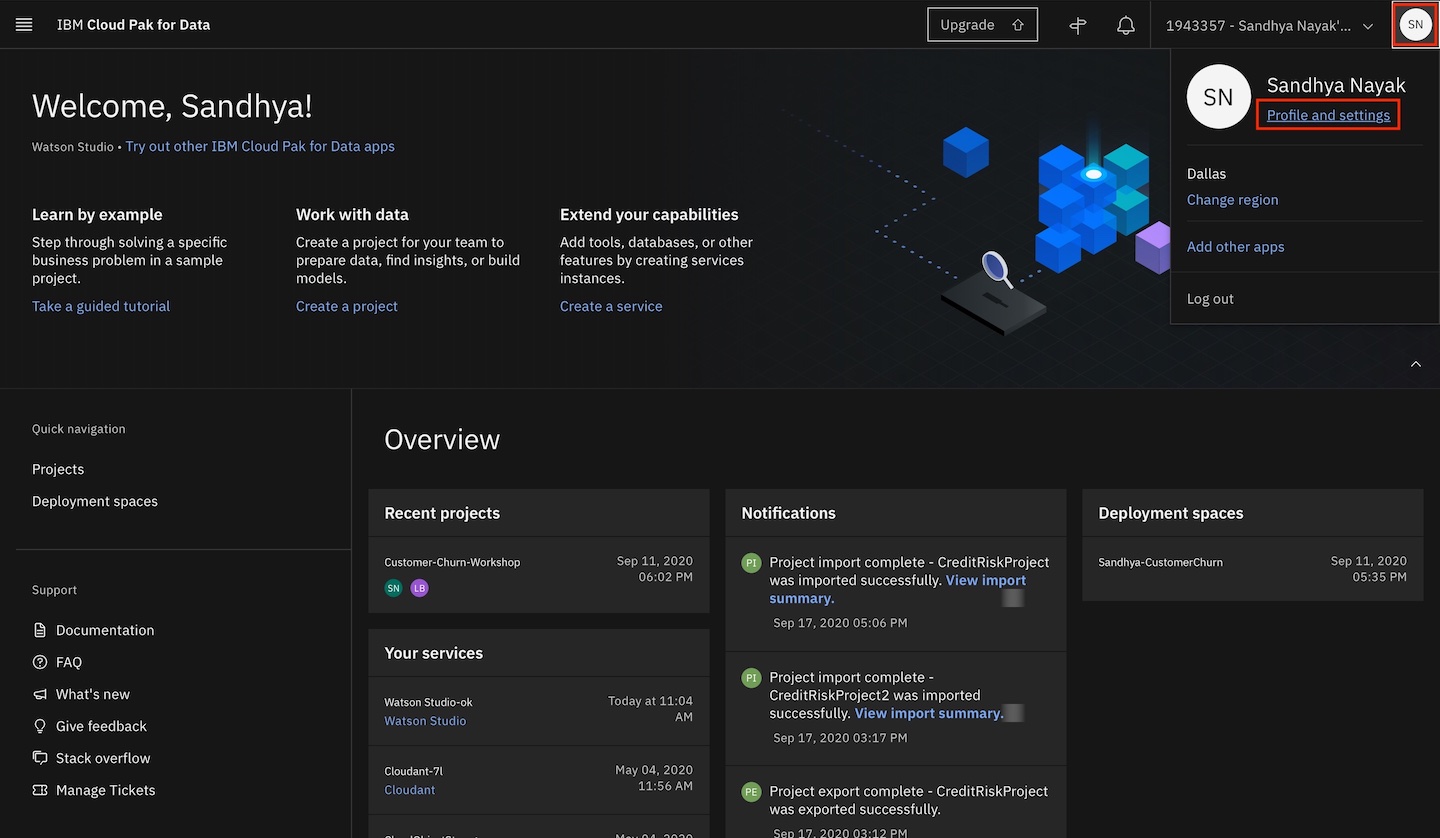 IBM Cloud Pak for Data
Upgrade
1943357 - Sandhya Nayak'...
SN
SN
Sandhya Nayak
Profile and settings
Dallas
Change region
Add other apps
Log out
Welcome, Sandhya!
Watson Studio • Try out other IBM Cloud Pak for Data apps
Learn by example
Step through solving a specific
business problem in a sample
project.
Take a guided tutorial
Work with data
Create a project for your team to
prepare data, find insights, or build
models.
Create a project
Extend your capabilities
Add tools, databases, or other
features by creating services
instances.
Create a service
Quick navigation
Projects
Deployment spaces
Support
Documentation
FAQ
What's new
Give feedback
Stack overflow
Manage Tickets
Overview
Recent projects
Customer-Churn-Workshop
Sep 11, 2020
06:02 PM
SN LB
Your services
Watson Studio-ok
Watson Studio
Today at 11:04
AM
Cloudant-7l
Cloudant
May 04, 2020
11:56 AM
May 04, 2020
Notifications
PI
Project import complete - CreditRiskProject
was imported successfully. View import
summary.
Sep 17, 2020 05:06 PM
PI
Project import complete -
CreditRiskProject2 was imported
successfully. View import summary.
Sep 17, 2020 03:17 PM
PE
Project export complete - CreditRiskProject
was exported successfully.
Sep 17, 2020 03:12 PM
Deployment spaces
Sandhya-CustomerChurn
Sep 11, 2020
05:35 PM